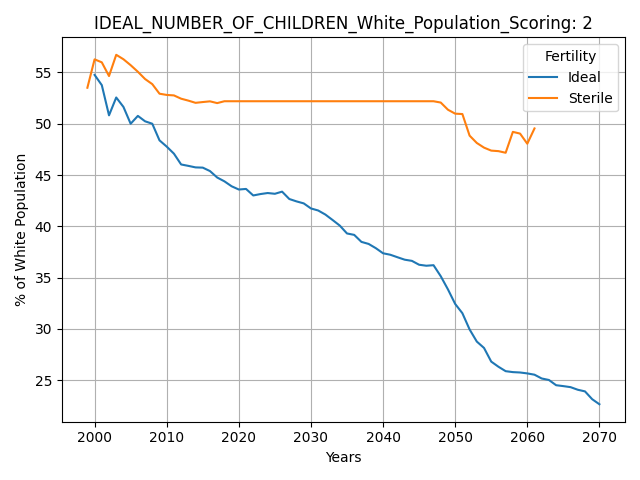 IDEAL_NUMBER_OF_CHILDREN_White_Population_Scoring: 2
Fertility
Ideal
Sterile
% of White Population
55
50
45
40
35
30
25
2000
2010
2020
2030
2040
2050
2060
2070
Years